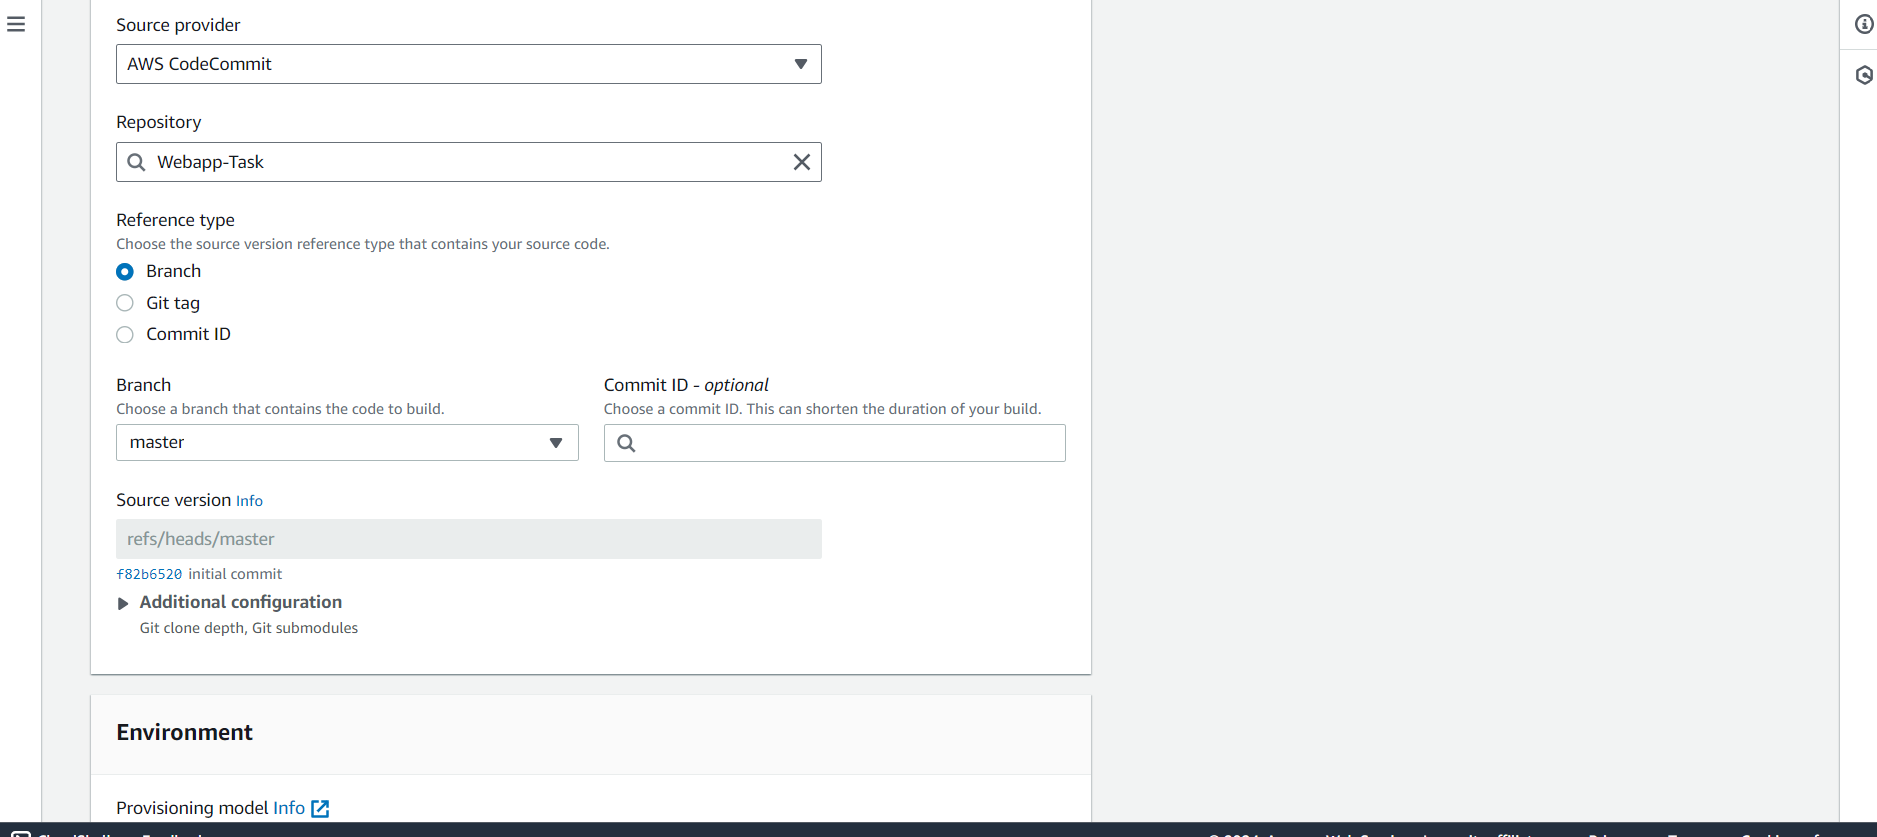 Source provider
AWS CodeCommit
Repository
Webapp-Task
Reference type
Choose the source version reference type that contains your source code.
Branch
Git tag
Commit ID
Branch
Choose a branch that contains the code to build.
master
Commit ID - optional
Choose a commit ID. This can shorten the duration of your build.
Source version Info
refs/heads/master
f82b6520 initial commit
Additional configuration
Git clone depth, Git submodules
Environment
Provisioning model Info